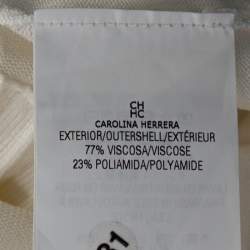 CH
HC
CAROLINA HERRERA
EXTERIOR/OUTERSHELL/EXTÉRIEUR
77% VISCOSA/VISCOSE
23% POLIAMIDA/POLYAMIDE